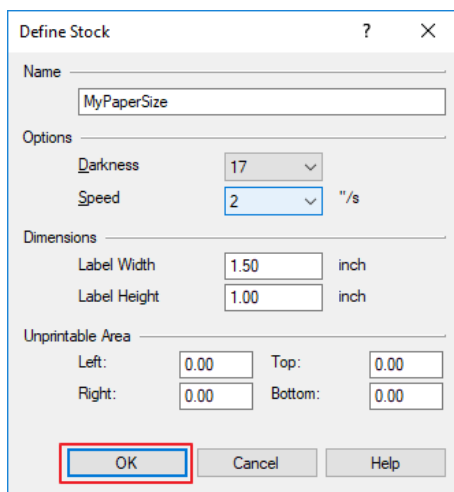 Define Stock ? ×
Name
MyPaperSize
Options
Darkness 17
Speed 2 "/s
Dimensions
Label Width 1.50 inch
Label Height 1.00 inch
Unprintable Area
Left: 0.00 Top: 0.00
Right: 0.00 Bottom: 0.00
OK Cancel Help